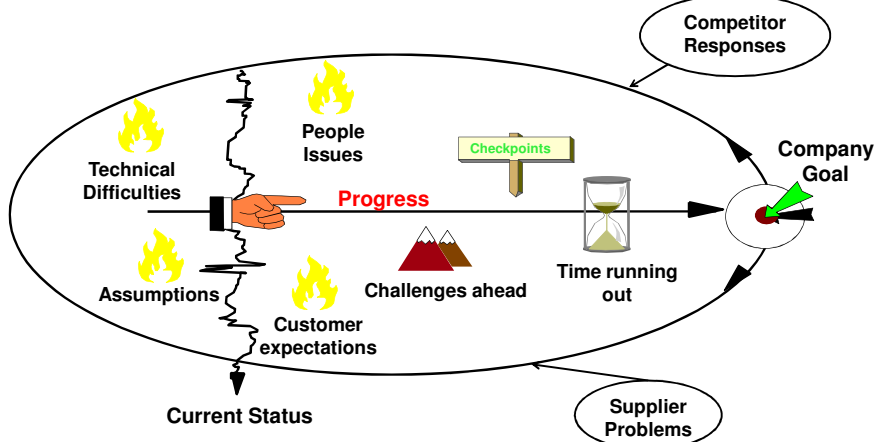 Competitor
Responses
People
Issues
Checkpoints
Company
Goal
Technical
Difficulties
Progress
Assumptions
Challenges ahead
Time running
out
Customer
expectations
Current Status
Supplier
Problems